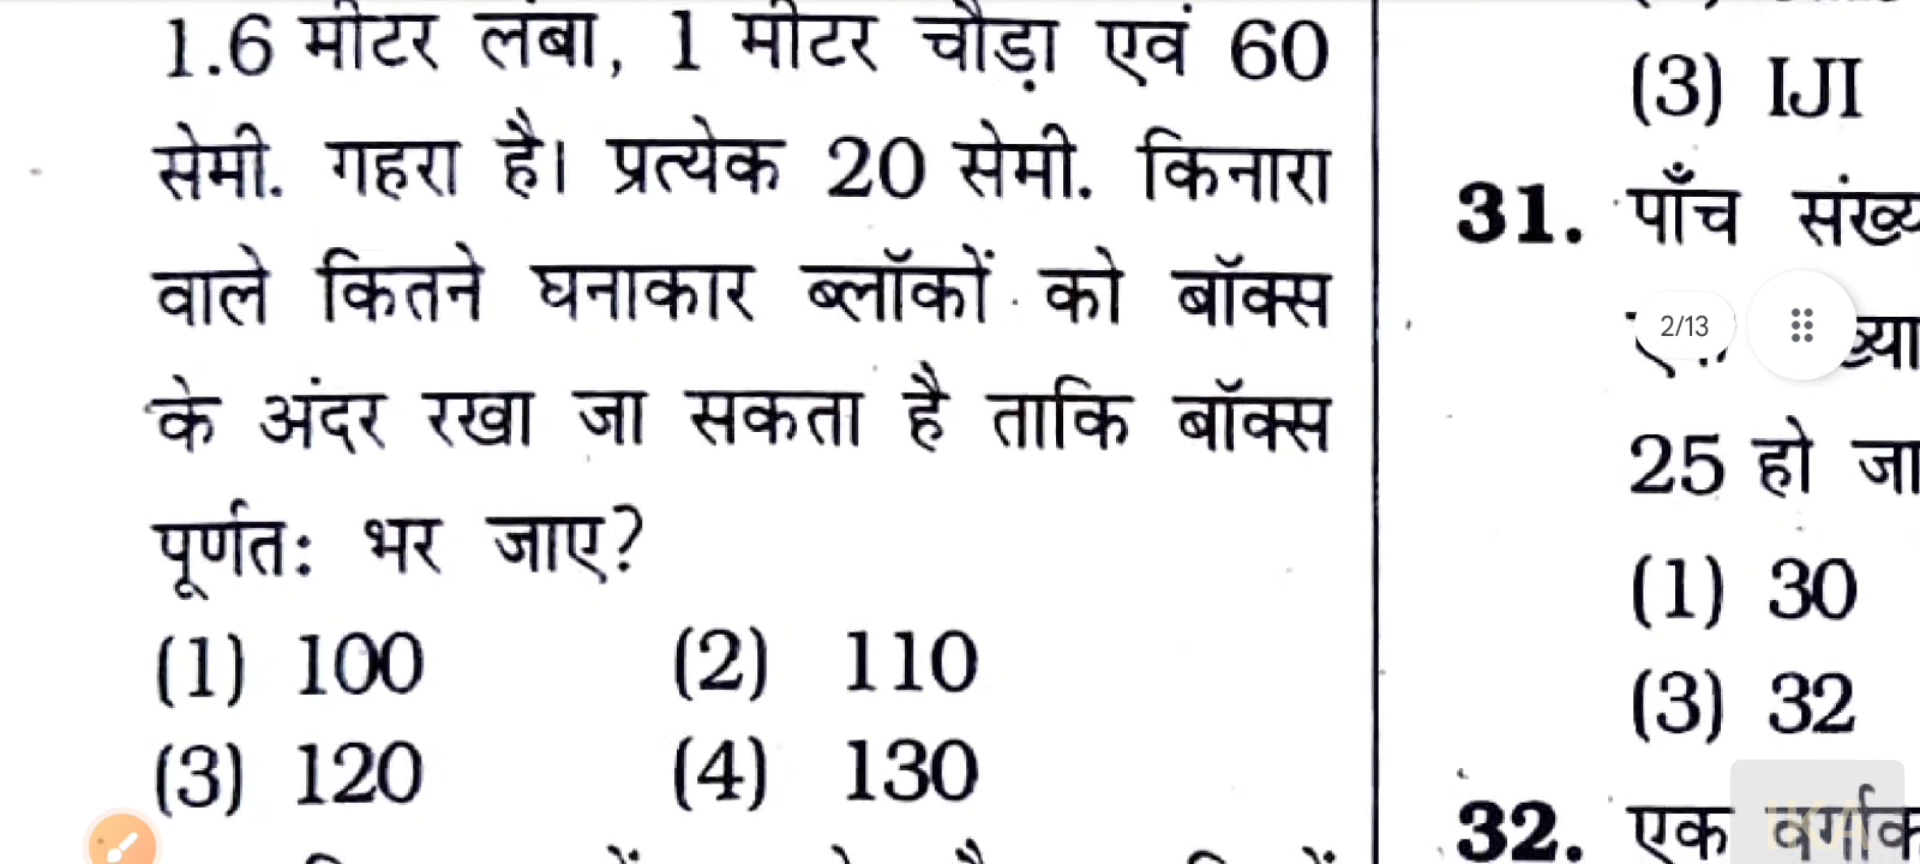 1.6 मीटर लंबा, 1 मीटर चौड़ा एवं 60
सेमी. गहरा है। प्रत्येक 20 सेमी. किनारा
वाले कितने घनाकार ब्लॉकों को बॉक्स
के अंदर रखा जा सकता है ताकि बॉक्स
पूर्णतः भर जाए?
(1) 100 (2) 110
(3) 120 (4) 130
(3) IJI
31. पाँच
2/13
25 हो
(1) 30
(3) 32
32. एक